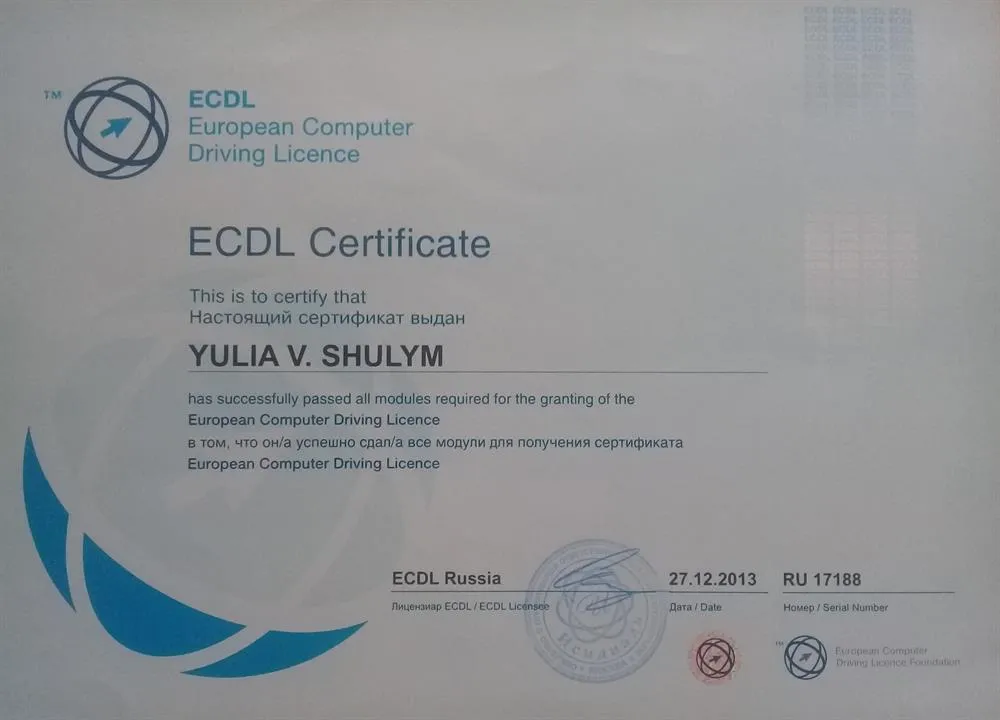 TM
ECDL
European Computer
Driving Licence
ECDL Certificate
This is to certify that
Настоящий сертификат выдан
YULIA V. SHULYM
has successfully passed all modules required for the granting of the
European Computer Driving Licence
в том, что он/а успешно сдал/а все модули для получения сертификата
European Computer Driving Licence
ECDL Russia 27.12.2013 RU 17188
Лицензиар ECDL / ECDL Licensee Дата / Date Номер / Serial Number
TM
European Computer
Driving Licence Foundation